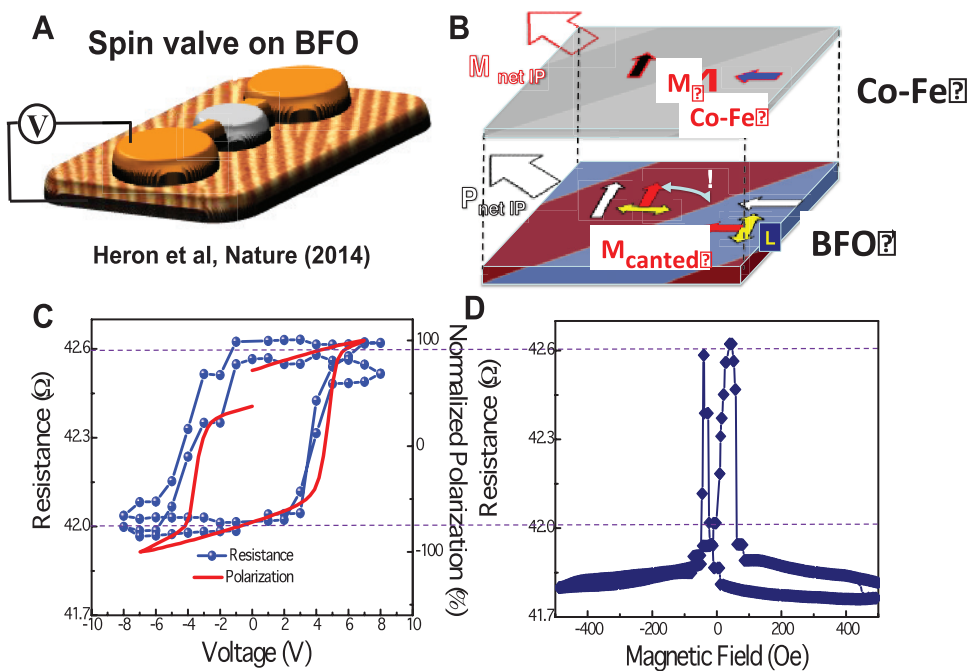 A
Spin valve on BFO
V
Heron et al, Nature (2014)
B
M net IP
M⍰
Co-Fe⍰
Co-Fe⍰
P net IP
!
L
M canted⍰
BFO⍰
C
Resistance (Ω)
42.6
42.3
42.0
41.7
100
0
-100
Normalized Polarization (%)
Resistance
Polarization
-10 -8 -6 -4 -2 0 2 4 6 8 10
Voltage (V)
D
Resistance (Ω)
42.6
42.3
42.0
41.7
-400 -200 0 200 400
Magnetic Field (Oe)